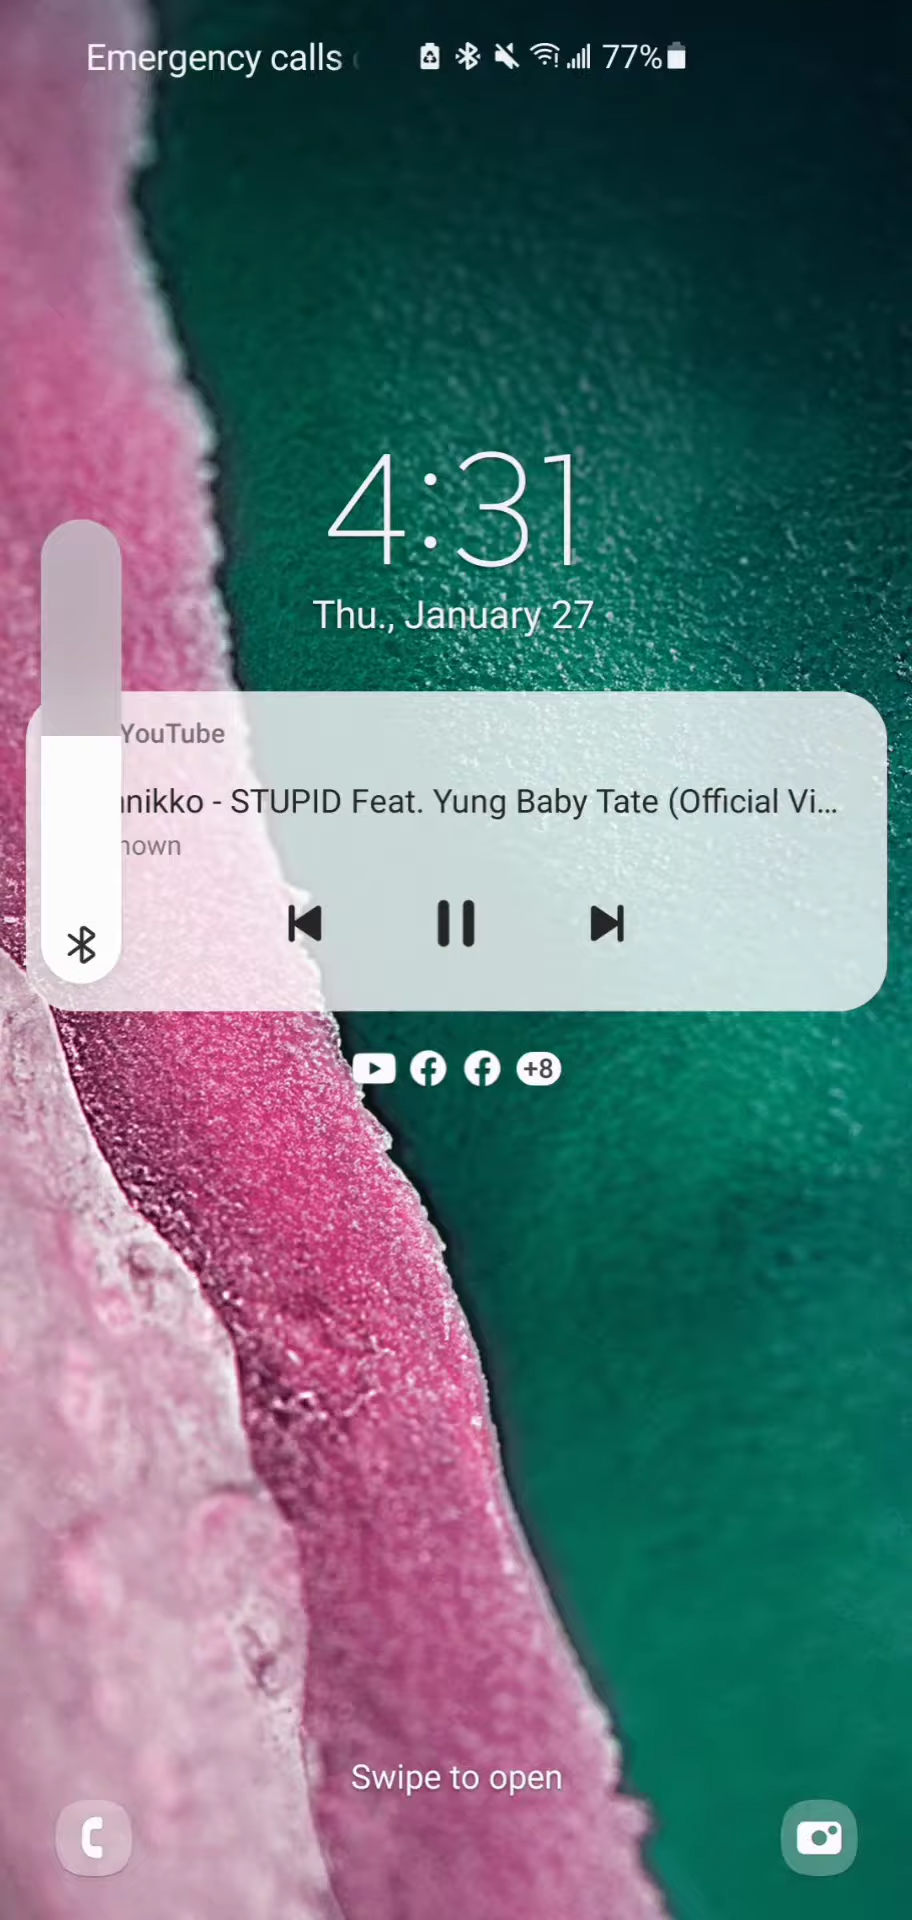 Emergency calls
77%
4:31
Thu., January 27
YouTube
nikko - STUPID Feat. Yung Baby Tate (Official Vi...
nown
+8
Swipe to open